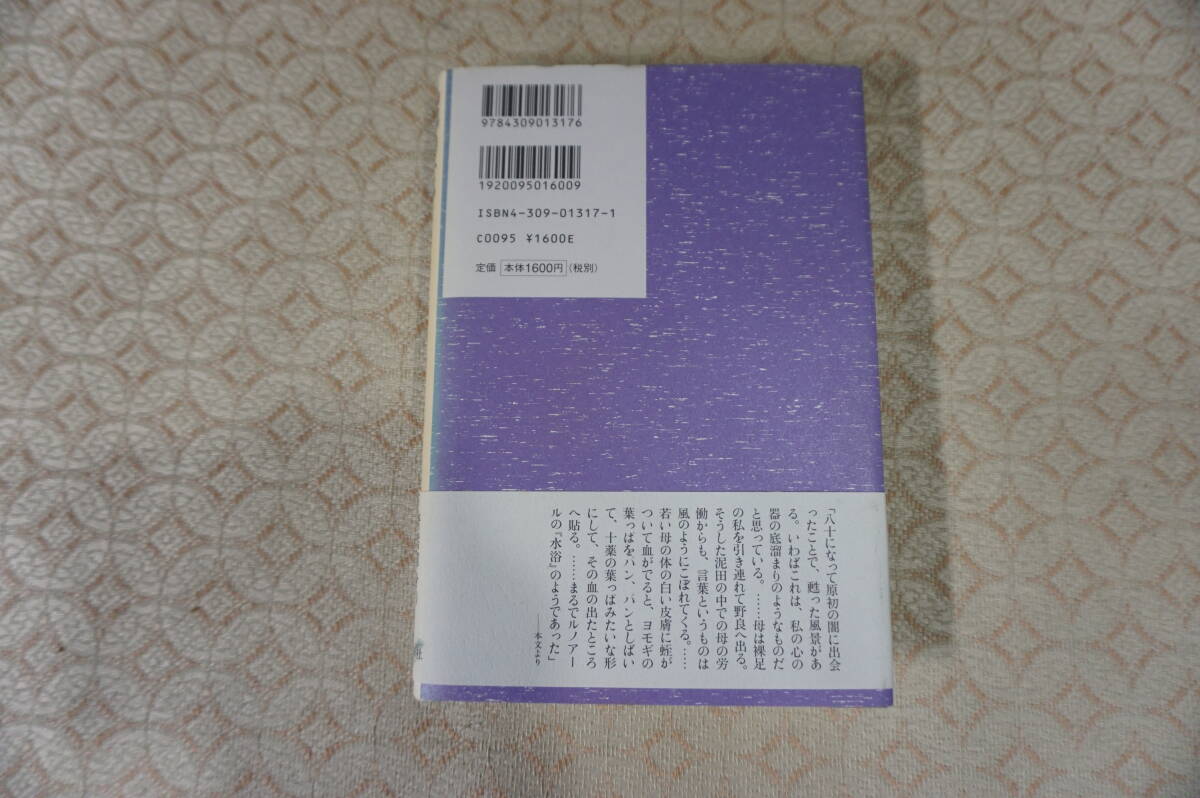 9784309013176
1920095016009
ISBN4-309-01317-1
C0095 ¥1600E
定価 本体1600円(税別)
「八十になって原初の闇に出会
ったことで、甦った風景があ
る。いわばこれは、私の心の
器の底溜まりのようなものだ
と思っている。……母は裸足
の私を引き連れて野良へ出る。
そうした泥田の中での母の労
働からも、言葉というものは
風のようにこぼれてくる。……
若い母の体の白い皮膚に蛭が
ついて血がでると、ヨモギの
葉っぱをパン、パンとしばい
て、十薬の葉っぱみたいな形
にして、その血の出たところ
へ貼る。……まるでルノアー
ルの『水浴』のようであった」
――本文より